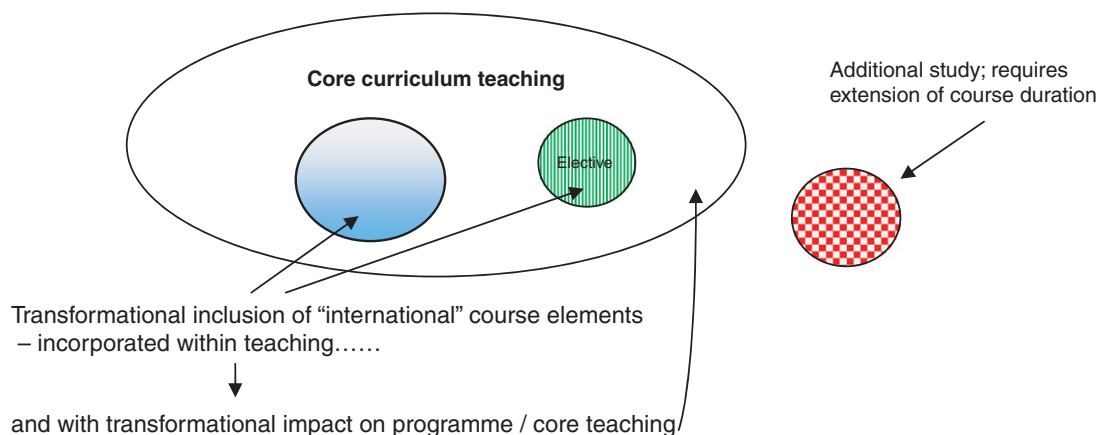 Core curriculum teaching
Additional study; requires
extension of course duration
Elective
Transformational inclusion of “international” course elements
– incorporated within teaching……
and with transformational impact on programme / core teaching